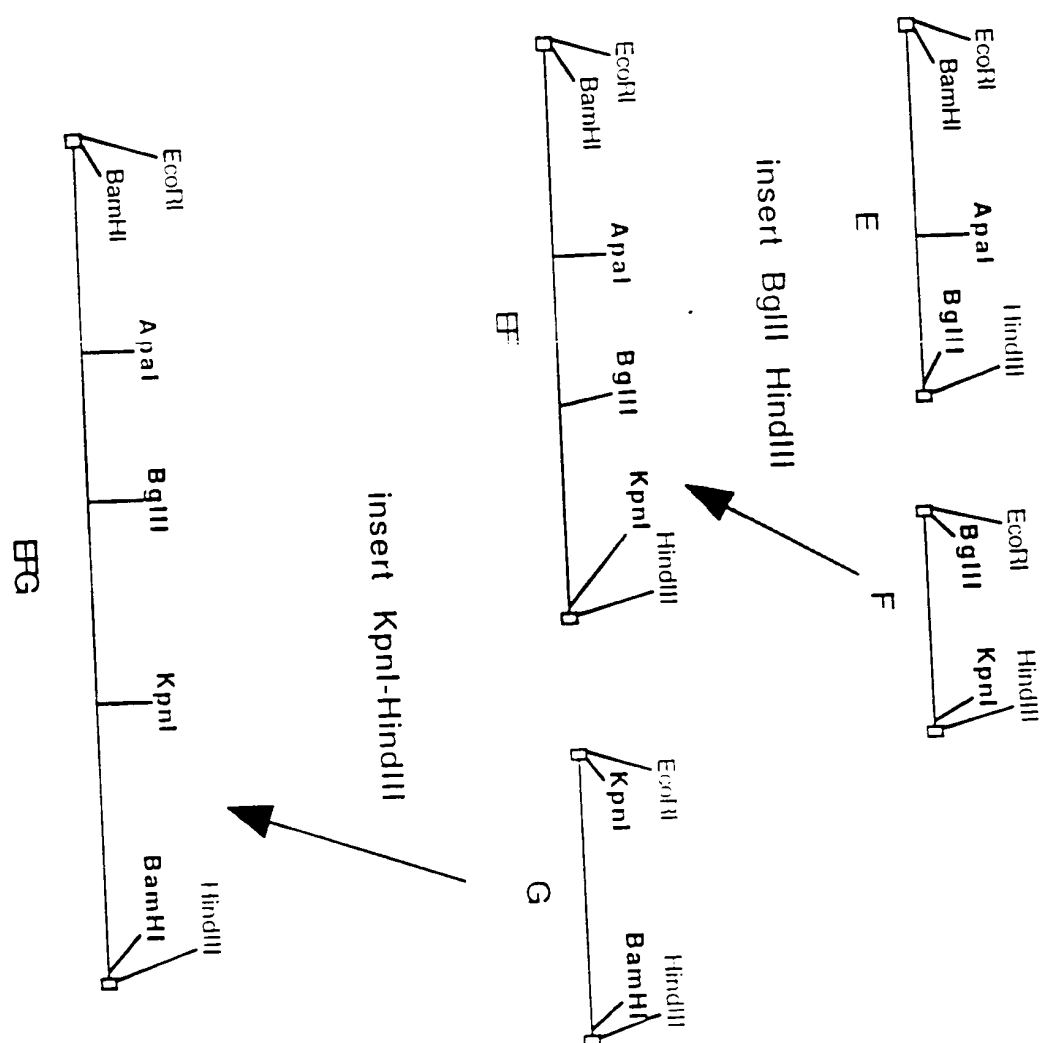 EcoRI
BamHI
ApaI
BglII
HindIII
E
EcoRI
BglII
KpnI
HindIII
F
insert BglII HindIII
EcoRI
BamHI
ApaI
BglII
KpnI
HindIII
EF
EcoRI
KpnI
BamHI
HindIII
G
insert KpnI-HindIII
EcoRI
BamHI
ApaI
BglII
KpnI
BamHI
HindIII
EFG